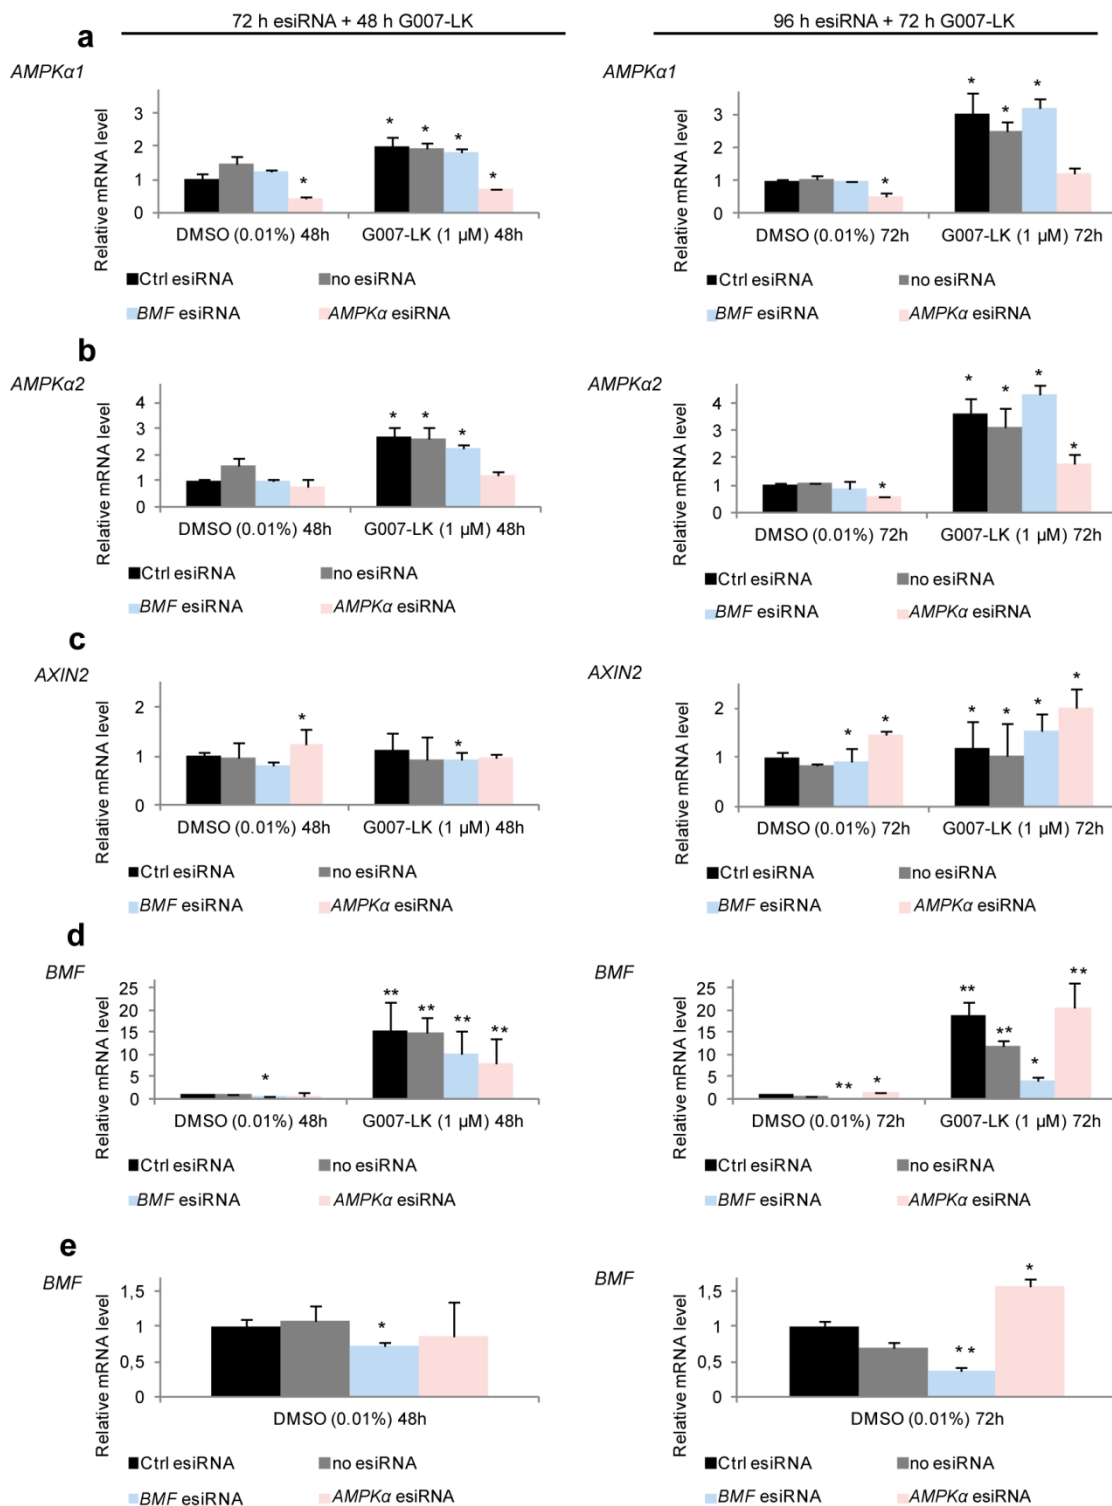 72 h esiRNA + 48 h G007-LK
96 h esiRNA + 72 h G007-LK
a
AMPKα1
Relative mRNA level
3
2
1
0
* * * *
DMSO (0.01%) 48h
G007-LK (1 µM) 48h
Ctrl esiRNA
no esiRNA
BMF esiRNA
AMPKα esiRNA
AMPKα1
Relative mRNA level
3
2
1
0
* * * *
DMSO (0.01%) 72h
G007-LK (1 µM) 72h
Ctrl esiRNA
no esiRNA
BMF esiRNA
AMPKα esiRNA
b
AMPKα2
Relative mRNA level
4
3
2
1
0
* * *
DMSO (0.01%) 48h
G007-LK (1 µM) 48h
Ctrl esiRNA
no esiRNA
BMF esiRNA
AMPKα esiRNA
AMPKα2
Relative mRNA level
4
3
2
1
0
* * * * *
DMSO (0.01%) 72h
G007-LK (1 µM) 72h
Ctrl esiRNA
no esiRNA
BMF esiRNA
AMPKα esiRNA
c
AXIN2
Relative mRNA level
2
1
0
* *
DMSO (0.01%) 48h
G007-LK (1 µM) 48h
Ctrl esiRNA
no esiRNA
BMF esiRNA
AMPKα esiRNA
AXIN2
Relative mRNA level
2
1
0
* * * * * *
DMSO (0.01%) 72h
G007-LK (1 µM) 72h
Ctrl esiRNA
no esiRNA
BMF esiRNA
AMPKα esiRNA
d
BMF
Relative mRNA level
25
20
15
10
5
0
* ** ** ** **
DMSO (0.01%) 48h
G007-LK (1 µM) 48h
Ctrl esiRNA
no esiRNA
BMF esiRNA
AMPKα esiRNA
BMF
Relative mRNA level
25
20
15
10
5
0
** * ** ** * **
DMSO (0.01%) 72h
G007-LK (1 µM) 72h
Ctrl esiRNA
no esiRNA
BMF esiRNA
AMPKα esiRNA
e
BMF
Relative mRNA level
1,5
1
0,5
0
*
DMSO (0.01%) 48h
Ctrl esiRNA
no esiRNA
BMF esiRNA
AMPKα esiRNA
BMF
Relative mRNA level
1,5
1
0,5
0
** *
DMSO (0.01%) 72h
Ctrl esiRNA
no esiRNA
BMF esiRNA
AMPKα esiRNA